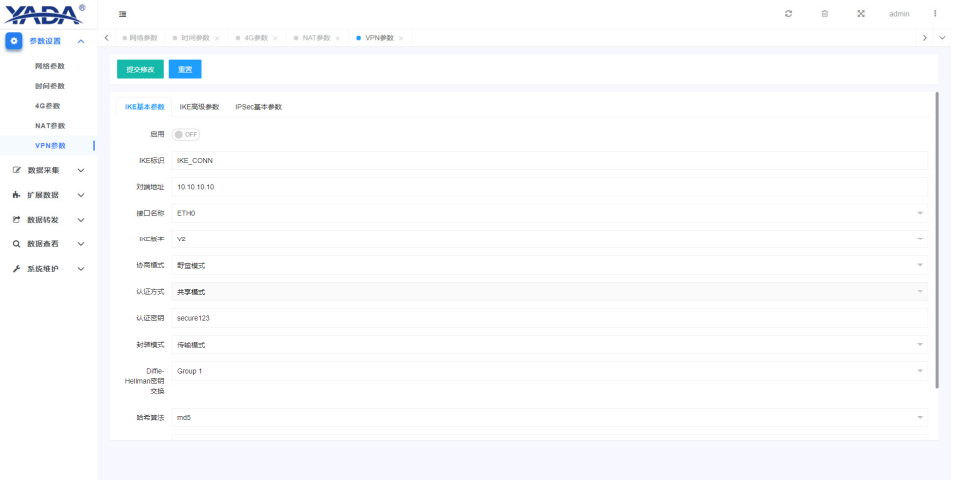 YADA®
admin
参数设置
网络参数
时间参数
4G参数
NAT参数
VPN参数
数据采集
扩展数据
数据转发
数据查看
系统维护
网络参数 × 时间参数 × 4G参数 × NAT参数 × VPN参数 ×
提交修改 重置
IKE基本参数 IKE高级参数 IPSec基本参数
启用 OFF
IKE标识 IKE_CONN
对端地址 10.10.10.10
接口名称 ETH0
IKE版本 V2
协商模式 野蛮模式
认证方式 共享模式
认证密钥 secure123
封装模式 传输模式
Diffie-
Hellman密钥
交换
Group 1
哈希算法 md5